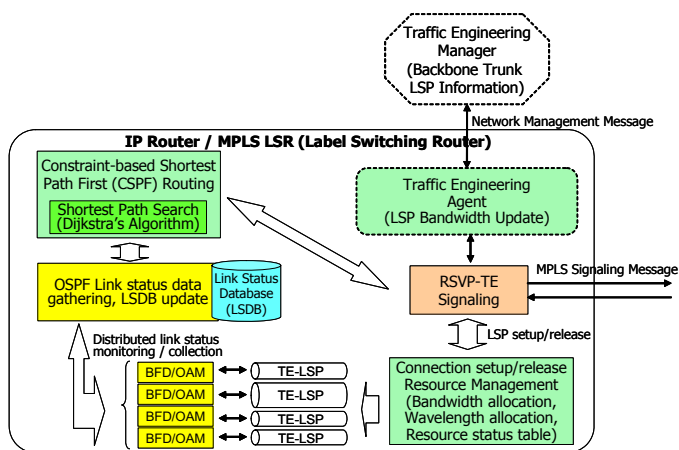 Traffic Engineering
Manager
(Backbone Trunk
LSP Information)
Network Management Message
IP Router / MPLS LSR (Label Switching Router)
Constraint-based Shortest
Path First (CSPF) Routing
Shortest Path Search
(Dijkstra's Algorithm)
Traffic Engineering
Agent
(LSP Bandwidth Update)
OSPF Link status data
gathering, LSDB update
Link Status
Database
(LSDB)
RSVP-TE
Signaling
MPLS Signaling Message
LSP setup/release
Distributed link status
monitoring / collection
BFD/OAM
TE-LSP
BFD/OAM
TE-LSP
BFD/OAM
TE-LSP
BFD/OAM
TE-LSP
Connection setup/release
Resource Management
(Bandwidth allocation,
Wavelength allocation,
Resource status table)